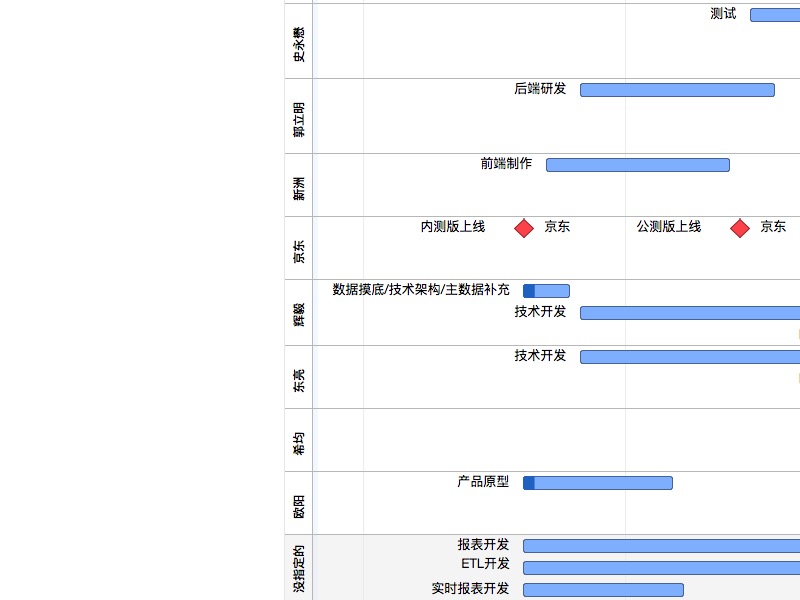 测试
史永懋
后端研发
郭立明
前端制作
新洲
内测版上线 京东 公测版上线 京东
京东
数据摸底/技术架构/主数据补充
技术开发
辉毅
技术开发
东亮
希均
产品原型
欧阳
报表开发
ETL开发
没指定的
实时报表开发